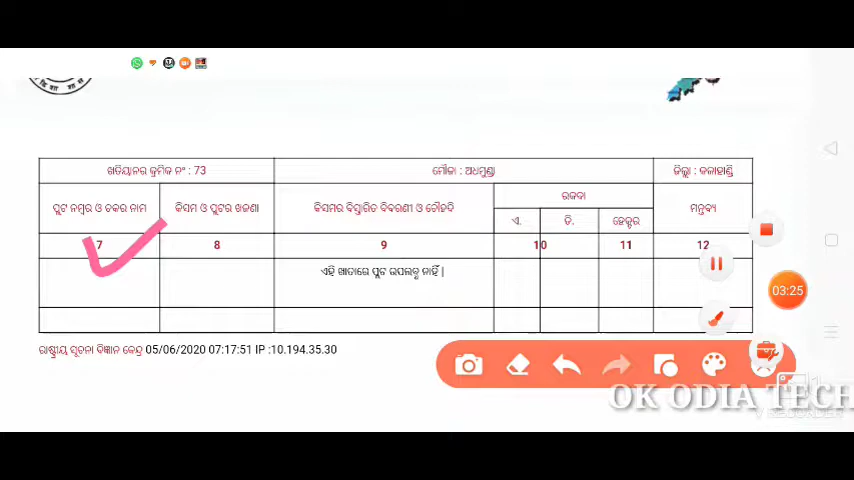 ଖତିୟାନର କ୍ରମିକ ନଂ : 73
ମୌଜା : ଅଧମୁଣ୍ଡା
ଜିଲ୍ଲା : କଳାହାଣ୍ଡି
ପ୍ଲଟ ନମ୍ବର ଓ ଚକର ନାମ
କିସମ ଓ ପ୍ଲଟର ଖଜଣା
କିସମର ବିସ୍ତାରିତ ବିବରଣୀ ଓ ଚୌହଦି
ରକବା
ଏ.
ଡି.
ହେକ୍ଟର
ମନ୍ତବ୍ୟ
7 8 9 10 11 12
ଏହି ଖାତାରେ ପ୍ଲଟ ଉପଲବ୍ଧ ନାହିଁ |
03:25
ରାଷ୍ଟ୍ରୀୟ ସୂଚନା ବିଜ୍ଞାନ କେନ୍ଦ୍ର 05/06/2020 07:17:51 IP :10.194.35.30
OK ODIA TECH
RECORDER